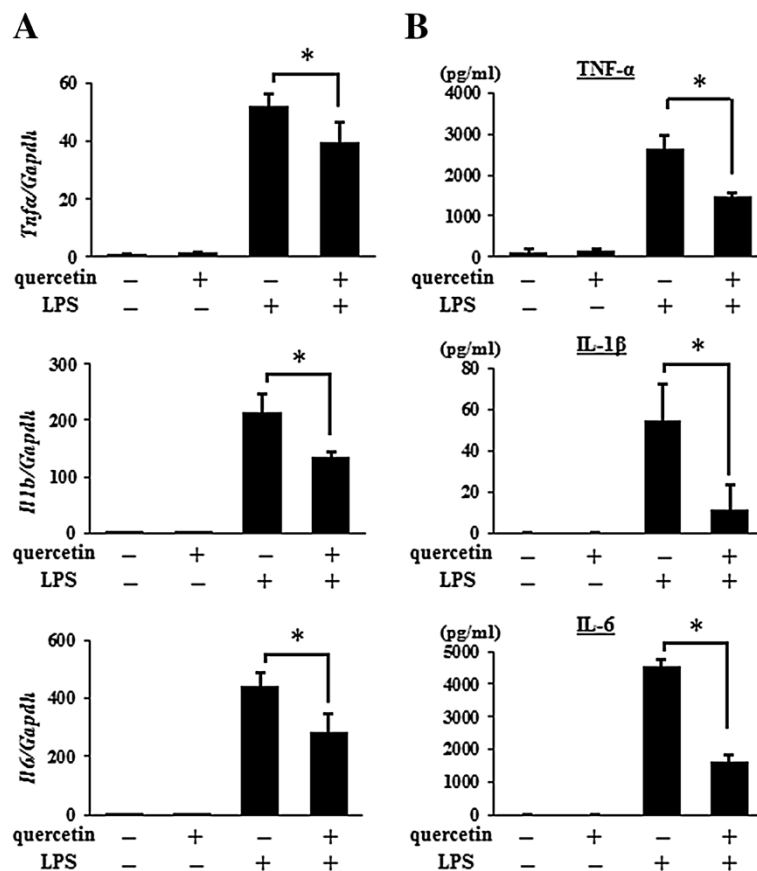 A
Tnfα/Gapdh
60
40
20
0
quercetin − + − +
LPS − − + +
Il1b/Gapdh
300
200
100
0
quercetin − + − +
LPS − − + +
Il6/Gapdh
600
400
200
0
quercetin − + − +
LPS − − + +
*
*
*
B
(pg/ml) TNF-α
4000
3000
2000
1000
0
quercetin − + − +
LPS − − + +
(pg/ml) IL-1β
80
60
40
20
0
quercetin − + − +
LPS − − + +
(pg/ml) IL-6
5000
4000
3000
2000
1000
0
quercetin − + − +
LPS − − + +
*
*
*